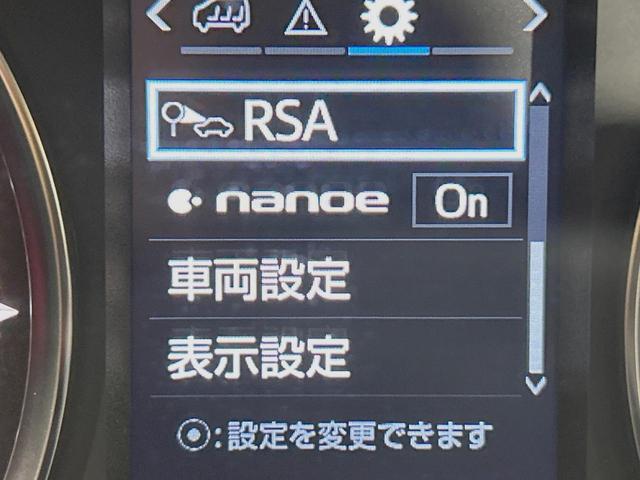 RSA
nanoe On
車両設定
表示設定
:設定を変更できます